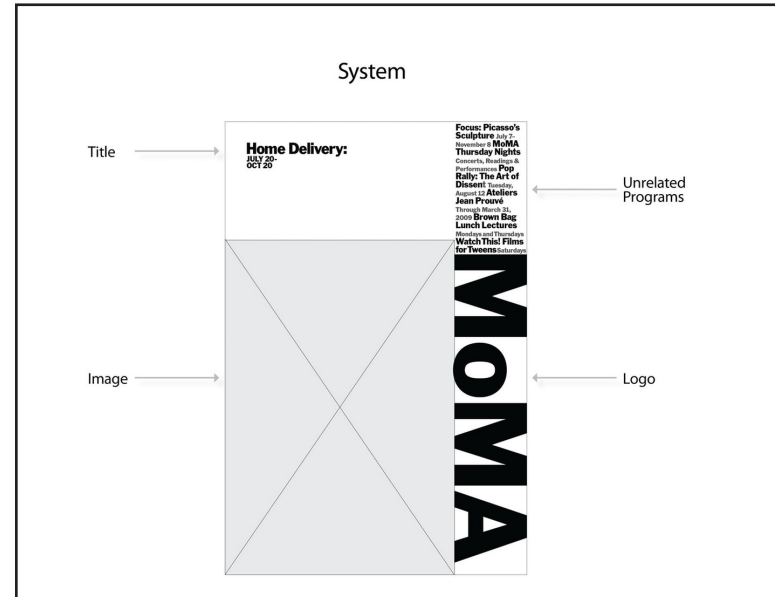 System
Title
Home Delivery:
JULY 20-
OCT 20
Focus: Picasso's
Sculpture July 7–
November 8 MoMA
Thursday Nights
Concerts, Readings &
Performances Pop
Rally: The Art of
Dissent Tuesday,
August 12 Ateliers
Jean Prouvé
Through March 31,
2009 Brown Bag
Lunch Lectures
Mondays and Thursdays
Watch This! Films
for Tweens Saturdays
Unrelated
Programs
Image
MoMA
Logo